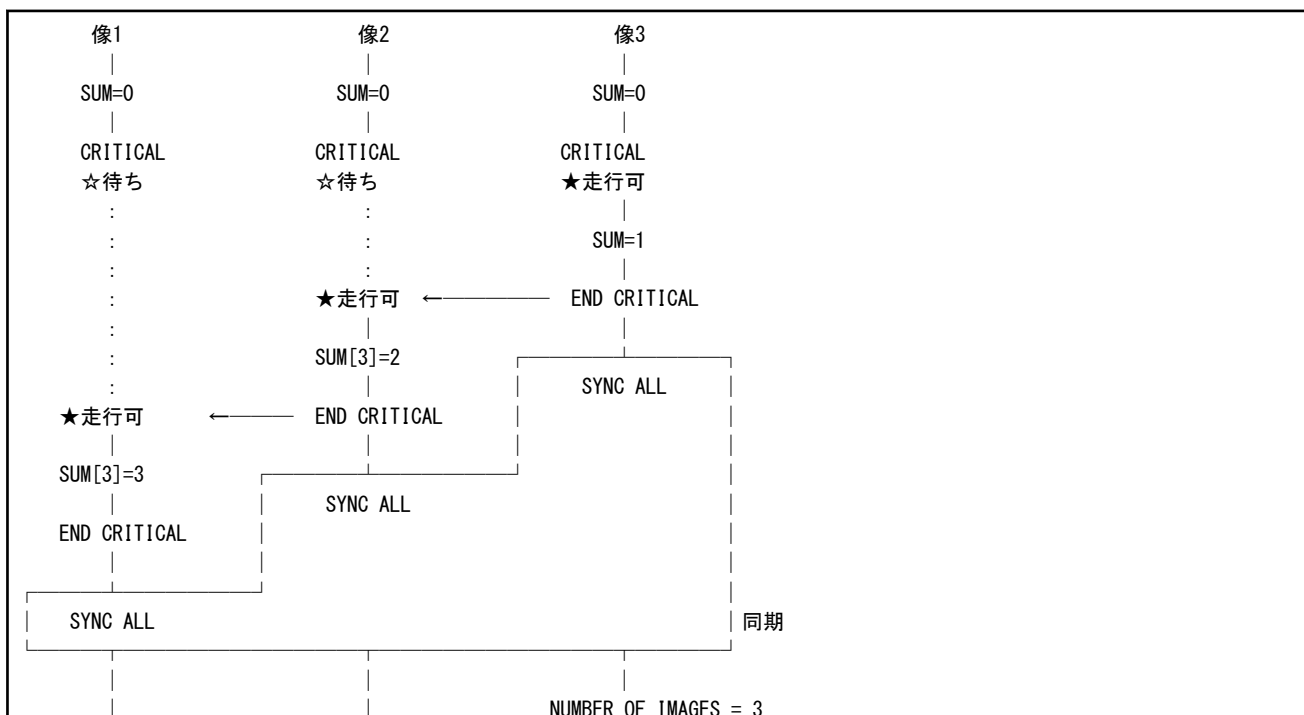 像1 像2 像3
SUM=0 SUM=0 SUM=0
CRITICAL CRITICAL CRITICAL
☆待ち ☆待ち ★走行可
: :
: : SUM=1
: :
: ★走行可 ← END CRITICAL
:
: SUM[3]=2
: SYNC ALL
★走行可 ← END CRITICAL
SUM[3]=3
SYNC ALL
END CRITICAL
SYNC ALL 同期
NUMBER OF IMAGES = 3